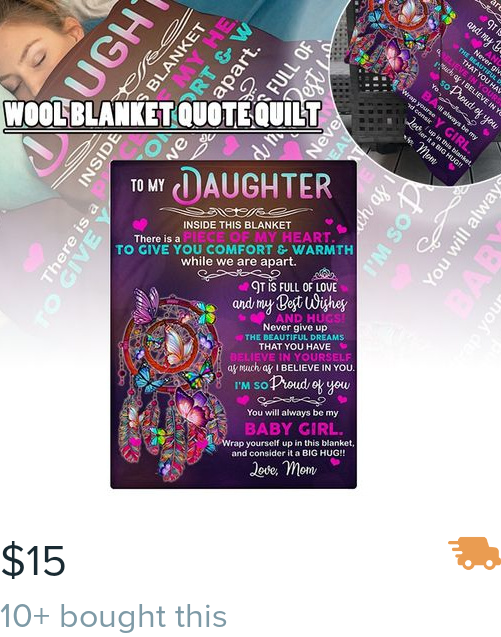 WOOL BLANKET QUOTE QUILT
TO MY DAUGHTER
INSIDE THIS BLANKET
There is a PIECE OF MY HEART.
TO GIVE YOU COMFORT & WARMTH
while we are apart.
IT IS FULL OF LOVE
and my Best Wishes
AND HUGS!
Never give up
THE BEAUTIFUL DREAMS
THAT YOU HAVE
BELIEVE IN YOURSELF
as much as I BELIEVE IN YOU.
I'M SO Proud of you
You will always be my
BABY GIRL.
Wrap yourself up in this blanket,
and consider it a BIG HUG!!
Love, Mom
$15
10+ bought this